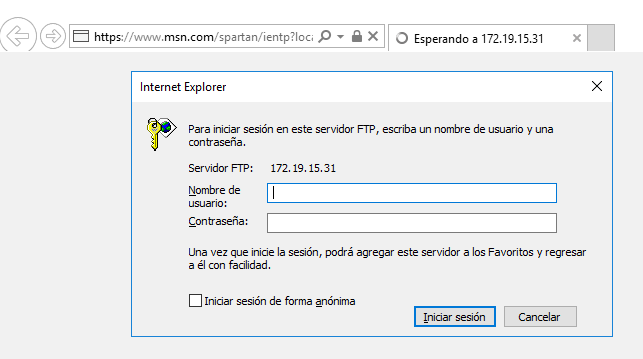 https://www.msn.com/spartan/ientp?loca
Esperando a 172.19.15.31
Internet Explorer
Para iniciar sesión en este servidor FTP, escriba un nombre de usuario y una
contraseña.
Servidor FTP: 172.19.15.31
Nombre de
usuario:
Contraseña:
Una vez que inicie la sesión, podrá agregar este servidor a los Favoritos y regresar
a él con facilidad.
Iniciar sesión de forma anónima
Iniciar sesión
Cancelar